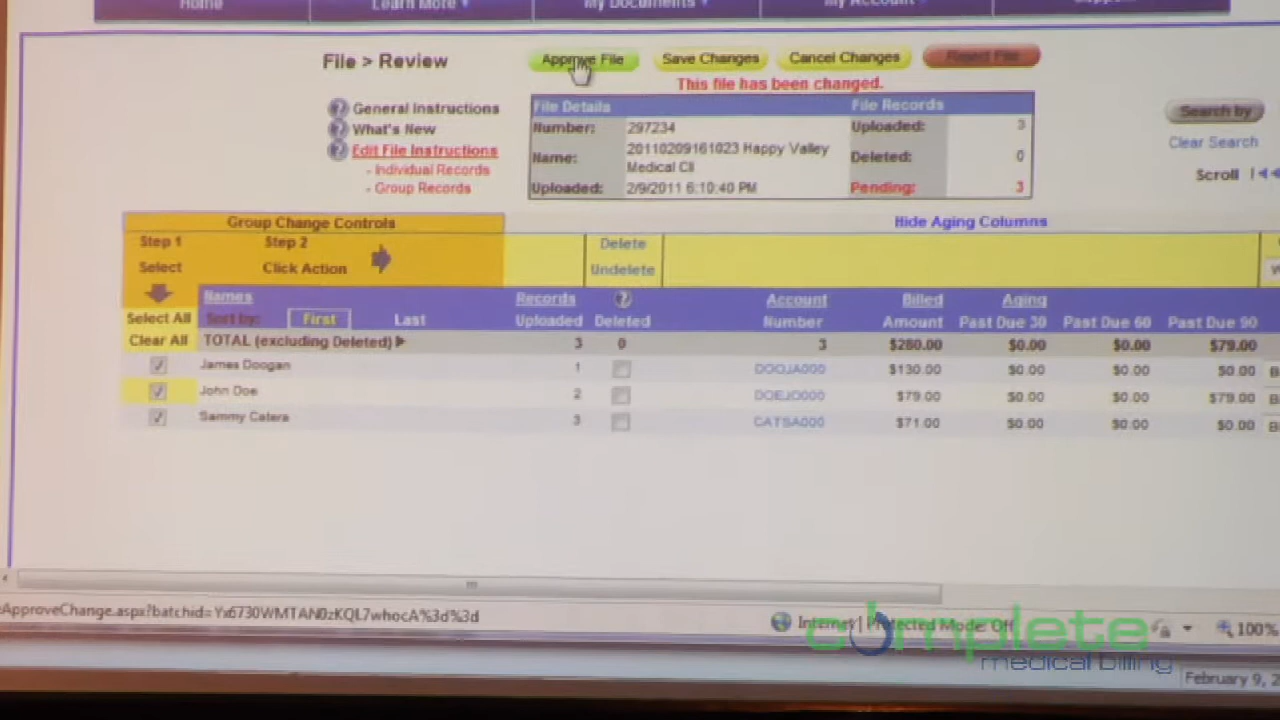 Home Learn More My Documents My Account
File > Review Approve File Save Changes Cancel Changes Reject File
This file has been changed.
General Instructions
What's New
Edit File Instructions
- Individual Records
- Group Records
File Details File Records
Number: 297234 Uploaded: 3
Name: 20110209161023 Happy Valley Medical Cli Deleted: 0
Uploaded: 2/9/2011 6:10:40 PM Pending: 3
Search by
Clear Search
Scroll
Group Change Controls Hide Aging Columns
Step 1 Step 2 Delete
Select Click Action Undelete
Names Records Account Billed Aging
Select All Sort by: First Last Uploaded Deleted Number Amount Past Due 30 Past Due 60 Past Due 90
Clear All TOTAL (excluding Deleted) 3 0 3 $280.00 $0.00 $0.00 $79.00
James Doogan 1 DOOJA000 $130.00 $0.00 $0.00 $0.00
John Doe 2 DOEJO000 $79.00 $0.00 $0.00 $79.00
Sammy Catera 3 CATSA000 $71.00 $0.00 $0.00 $0.00
ApproveChange.aspx?batchid=Yx6730WMTAN0zKQL7whocA%3d%3d
Internet | Protected Mode: Off 100%
complete
medical billing
February 9, 2